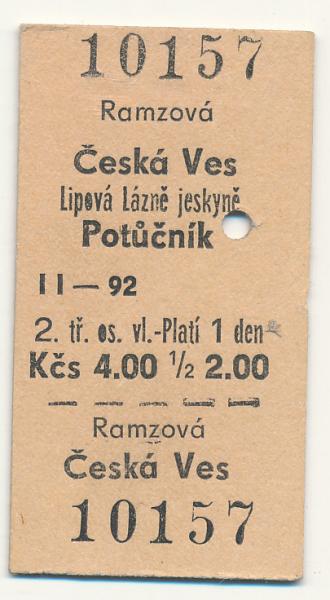 10157
Ramzová
Česká Ves
Lipová Lázně jeskyně
Potůčník
II — 92
2. tř. os. vl.-Platí 1 den
Kčs 4.00 ½ 2.00
Ramzová
Česká Ves
10157